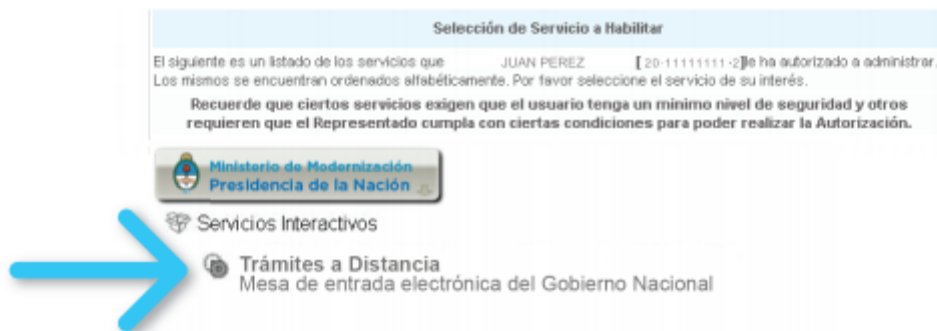 Selección de Servicio a Habilitar
El siguiente es un listado de los servicios que JUAN PEREZ [ 20-11111111-2]le ha autorizado a administrar.
Los mismos se encuentran ordenados alfabéticamente. Por favor seleccione el servicio de su interés.
Recuerde que ciertos servicios exigen que el usuario tenga un mínimo nivel de seguridad y otros
requieren que el Representado cumpla con ciertas condiciones para poder realizar la Autorización.
Ministerio de Modernización
Presidencia de la Nación
Servicios Interactivos
Trámites a Distancia
Mesa de entrada electrónica del Gobierno Nacional